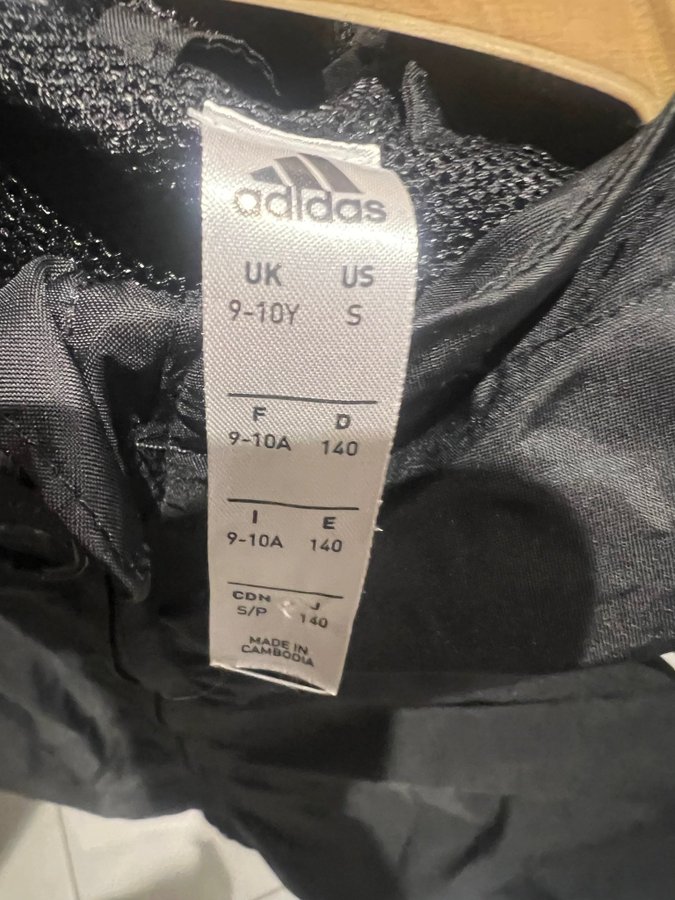 adidas
UK US
9-10Y S
F D
9-10A 140
I E
9-10A 140
CDN J
S/P 140
MADE IN
CAMBODIA